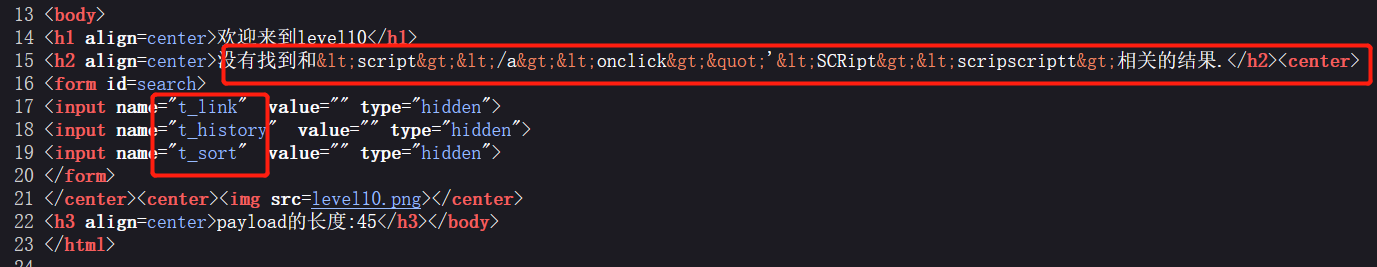 13 <body>
14 <h1 align=center>欢迎来到level10</h1>
15 <h2 align=center>没有找到和&lt;script&gt;&lt;/a&gt;&lt;onclick&gt;&quot;'&lt;SCRipt&gt;&lt;scripscriptt&gt;相关的结果.</h2><center>
16 <form id=search>
17 <input name="t_link"  value="" type="hidden">
18 <input name="t_history"  value="" type="hidden">
19 <input name="t_sort"  value="" type="hidden">
20 </form>
21 </center><center><img src=level10.png></center>
22 <h3 align=center>payload的长度:45</h3></body>
23 </html>
24